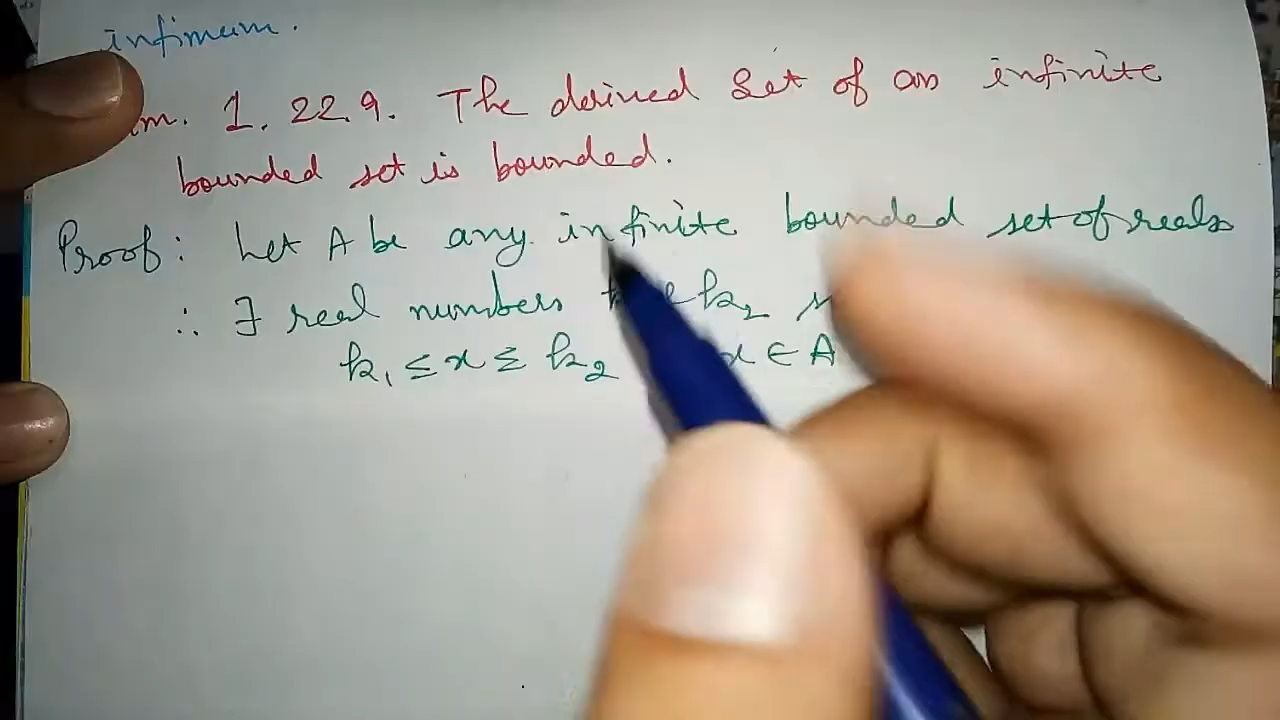 infimum.
m. 1. 22.9. The derived set of an infinite
bounded set is bounded.
Proof: Let A be any infinite bounded set of reals
∴ ∃ real numbers k₂
k₁ ≤ x ≤ k₂ x ∈ A